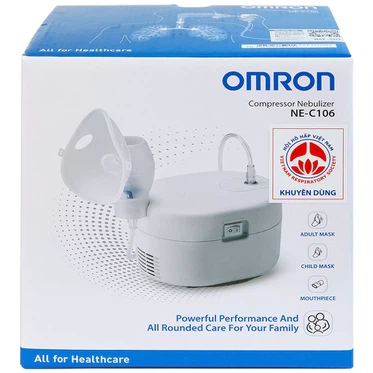 OMRON
Compressor Nebulizer
NE-C106
HỘI HÔ HẤP VIỆT NAM
VIETNAM RESPIRATORY SOCIETY
KHUYÊN DÙNG
ADULT MASK
CHILD MASK
MOUTHPIECE
Powerful Performance And
All Rounded Care For Your Family
All for Healthcare
All for Healthcare